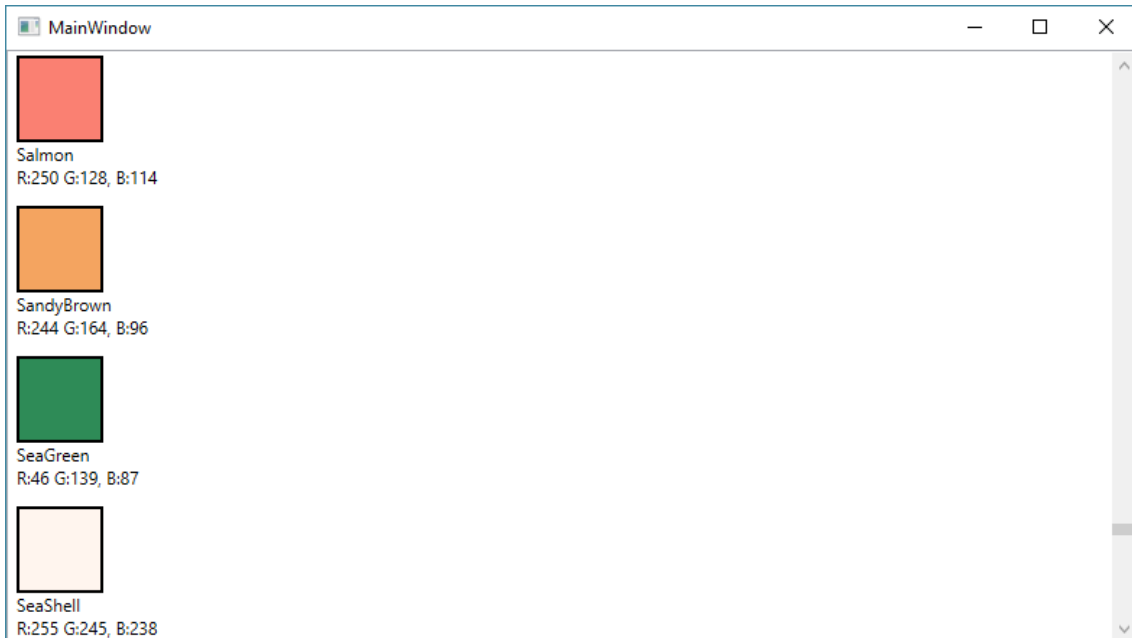 MainWindow
Salmon
R:250 G:128, B:114
SandyBrown
R:244 G:164, B:96
SeaGreen
R:46 G:139, B:87
SeaShell
R:255 G:245, B:238